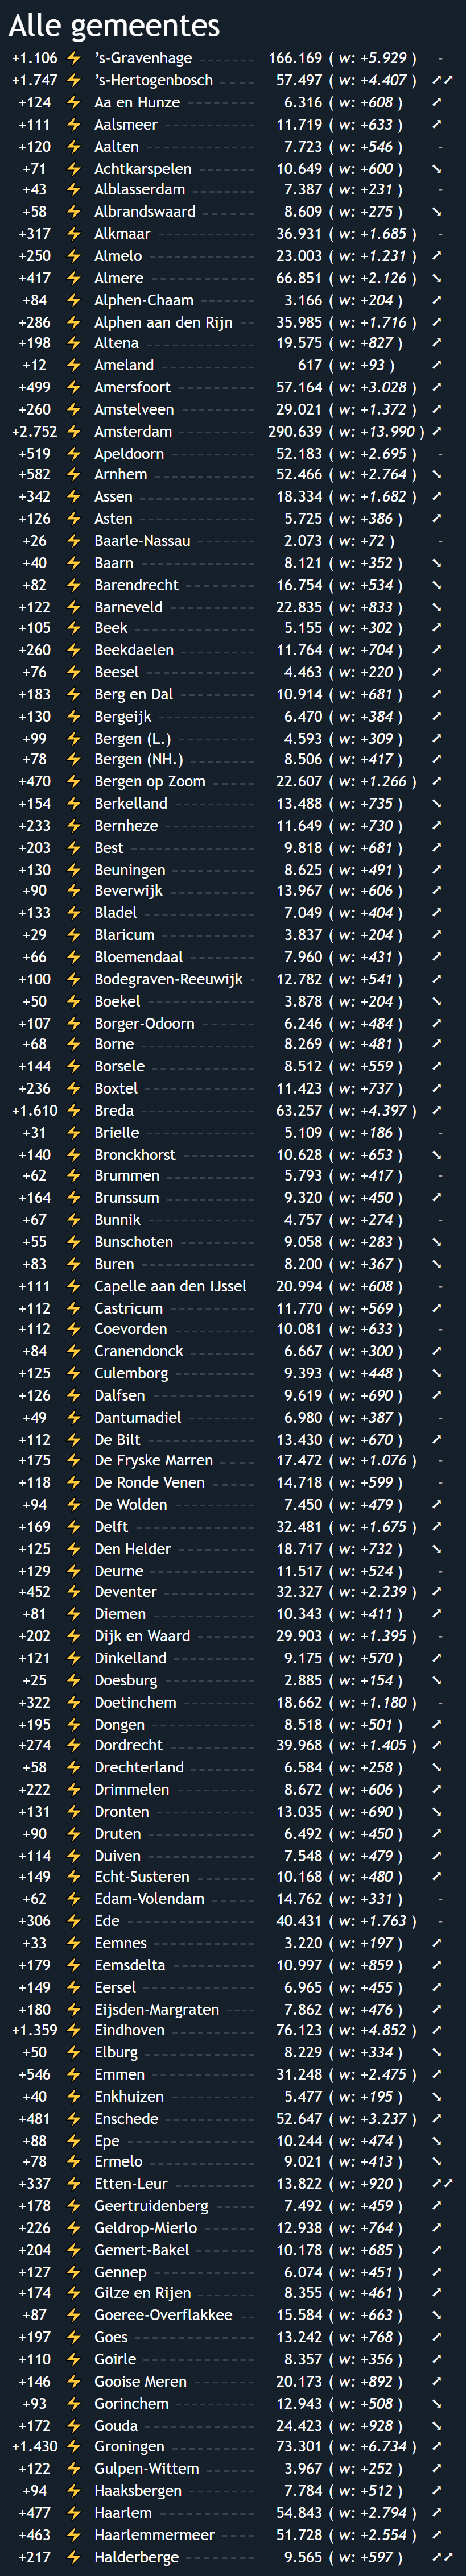 Alle gemeentes
+1.106 ⚡ ’s-Gravenhage 166.169 ( w: +5.929 ) -
+1.747 ⚡ ’s-Hertogenbosch 57.497 ( w: +4.407 ) ➚➚
+124 ⚡ Aa en Hunze 6.316 ( w: +608 ) ➚
+111 ⚡ Aalsmeer 11.719 ( w: +633 ) ➚
+120 ⚡ Aalten 7.723 ( w: +546 ) -
+71 ⚡ Achtkarspelen 10.649 ( w: +600 ) ➘
+43 ⚡ Alblasserdam 7.387 ( w: +231 ) -
+58 ⚡ Albrandswaard 8.609 ( w: +275 ) ➘
+317 ⚡ Alkmaar 36.931 ( w: +1.685 ) -
+250 ⚡ Almelo 23.003 ( w: +1.231 ) ➚
+417 ⚡ Almere 66.851 ( w: +2.126 ) ➘
+84 ⚡ Alphen-Chaam 3.166 ( w: +204 ) ➚
+286 ⚡ Alphen aan den Rijn 35.985 ( w: +1.716 ) ➚
+198 ⚡ Altena 19.575 ( w: +827 ) ➚
+12 ⚡ Ameland 617 ( w: +93 ) ➚
+499 ⚡ Amersfoort 57.164 ( w: +3.028 ) ➚
+260 ⚡ Amstelveen 29.021 ( w: +1.372 ) ➚
+2.752 ⚡ Amsterdam 290.639 ( w: +13.990 ) ➚
+519 ⚡ Apeldoorn 52.183 ( w: +2.695 ) -
+582 ⚡ Arnhem 52.466 ( w: +2.764 ) ➘
+342 ⚡ Assen 18.334 ( w: +1.682 ) ➚
+126 ⚡ Asten 5.725 ( w: +386 ) ➚
+26 ⚡ Baarle-Nassau 2.073 ( w: +72 ) -
+40 ⚡ Baarn 8.121 ( w: +352 ) ➘
+82 ⚡ Barendrecht 16.754 ( w: +534 ) ➘
+122 ⚡ Barneveld 22.835 ( w: +833 ) ➘
+105 ⚡ Beek 5.155 ( w: +302 ) ➚
+260 ⚡ Beekdaelen 11.764 ( w: +704 ) ➚
+76 ⚡ Beesel 4.463 ( w: +220 ) ➚
+183 ⚡ Berg en Dal 10.914 ( w: +681 ) ➚
+130 ⚡ Bergeijk 6.470 ( w: +384 ) ➚
+99 ⚡ Bergen (L.) 4.593 ( w: +309 ) ➚
+78 ⚡ Bergen (NH.) 8.506 ( w: +417 ) ➚
+470 ⚡ Bergen op Zoom 22.607 ( w: +1.266 ) ➚
+154 ⚡ Berkelland 13.488 ( w: +735 ) ➘
+233 ⚡ Bernheze 11.649 ( w: +730 ) ➚
+203 ⚡ Best 9.818 ( w: +681 ) ➚
+130 ⚡ Beuningen 8.625 ( w: +491 ) ➚
+90 ⚡ Beverwijk 13.967 ( w: +606 ) ➚
+133 ⚡ Bladel 7.049 ( w: +404 ) ➚
+29 ⚡ Blaricum 3.837 ( w: +204 ) ➚
+66 ⚡ Bloemendaal 7.960 ( w: +431 ) ➚
+100 ⚡ Bodegraven-Reeuwijk 12.782 ( w: +541 ) ➚
+50 ⚡ Boekel 3.878 ( w: +204 ) ➘
+107 ⚡ Borger-Odoorn 6.246 ( w: +484 ) ➚
+68 ⚡ Borne 8.269 ( w: +481 ) ➚
+144 ⚡ Borsele 8.512 ( w: +559 ) ➚
+236 ⚡ Boxtel 11.423 ( w: +737 ) ➚
+1.610 ⚡ Breda 63.257 ( w: +4.397 ) ➚
+31 ⚡ Brielle 5.109 ( w: +186 ) -
+140 ⚡ Bronckhorst 10.628 ( w: +653 ) ➘
+62 ⚡ Brummen 5.793 ( w: +417 ) -
+164 ⚡ Brunssum 9.320 ( w: +450 ) ➚
+67 ⚡ Bunnik 4.757 ( w: +274 ) -
+55 ⚡ Bunschoten 9.058 ( w: +283 ) ➘
+83 ⚡ Buren 8.200 ( w: +367 ) ➘
+111 ⚡ Capelle aan den IJssel 20.994 ( w: +608 ) -
+112 ⚡ Castricum 11.770 ( w: +569 ) ➚
+112 ⚡ Coevorden 10.081 ( w: +633 ) -
+84 ⚡ Cranendonck 6.667 ( w: +300 ) ➚
+125 ⚡ Culemborg 9.393 ( w: +448 ) ➘
+126 ⚡ Dalfsen 9.619 ( w: +690 ) ➚
+49 ⚡ Dantumadiel 6.980 ( w: +387 ) -
+112 ⚡ De Bilt 13.430 ( w: +670 ) ➚
+175 ⚡ De Fryske Marren 17.472 ( w: +1.076 ) -
+118 ⚡ De Ronde Venen 14.718 ( w: +599 ) -
+94 ⚡ De Wolden 7.450 ( w: +479 ) ➚
+169 ⚡ Delft 32.481 ( w: +1.675 ) ➚
+125 ⚡ Den Helder 18.717 ( w: +732 ) ➘
+129 ⚡ Deurne 11.517 ( w: +524 ) -
+452 ⚡ Deventer 32.327 ( w: +2.239 ) ➚
+81 ⚡ Diemen 10.343 ( w: +411 ) ➚
+202 ⚡ Dijk en Waard 29.903 ( w: +1.395 ) -
+121 ⚡ Dinkelland 9.175 ( w: +570 ) ➚
+25 ⚡ Doesburg 2.885 ( w: +154 ) ➘
+322 ⚡ Doetinchem 18.662 ( w: +1.180 ) -
+195 ⚡ Dongen 8.518 ( w: +501 ) ➚
+274 ⚡ Dordrecht 39.968 ( w: +1.405 ) ➚
+58 ⚡ Drechterland 6.584 ( w: +258 ) ➘
+222 ⚡ Drimmelen 8.672 ( w: +606 ) ➚
+131 ⚡ Dronten 13.035 ( w: +690 ) ➘
+90 ⚡ Druten 6.492 ( w: +450 ) ➚
+114 ⚡ Duiven 7.548 ( w: +479 ) ➚
+149 ⚡ Echt-Susteren 10.168 ( w: +480 ) ➚
+62 ⚡ Edam-Volendam 14.762 ( w: +331 ) -
+306 ⚡ Ede 40.431 ( w: +1.763 ) -
+33 ⚡ Eemnes 3.220 ( w: +197 ) ➚
+179 ⚡ Eemsdelta 10.997 ( w: +859 ) ➚
+149 ⚡ Eersel 6.965 ( w: +455 ) ➚
+180 ⚡ Eijsden-Margraten 7.862 ( w: +476 ) ➚
+1.359 ⚡ Eindhoven 76.123 ( w: +4.852 ) ➚
+50 ⚡ Elburg 8.229 ( w: +334 ) ➘
+546 ⚡ Emmen 31.248 ( w: +2.475 ) ➚
+40 ⚡ Enkhuizen 5.477 ( w: +195 ) ➘
+481 ⚡ Enschede 52.647 ( w: +3.237 ) ➚
+88 ⚡ Epe 10.244 ( w: +474 ) ➘
+78 ⚡ Ermelo 9.021 ( w: +413 ) ➘
+337 ⚡ Etten-Leur 13.822 ( w: +920 ) ➚➚
+178 ⚡ Geertruidenberg 7.492 ( w: +459 ) ➚
+226 ⚡ Geldrop-Mierlo 12.938 ( w: +764 ) ➚
+204 ⚡ Gemert-Bakel 10.178 ( w: +685 ) ➚
+127 ⚡ Gennep 6.074 ( w: +451 ) ➚
+174 ⚡ Gilze en Rijen 8.355 ( w: +461 ) ➚
+87 ⚡ Goeree-Overflakkee 15.584 ( w: +663 ) ➘
+197 ⚡ Goes 13.242 ( w: +768 ) ➚
+110 ⚡ Goirle 8.357 ( w: +356 ) ➚
+146 ⚡ Gooise Meren 20.173 ( w: +892 ) ➚
+93 ⚡ Gorinchem 12.943 ( w: +508 ) ➘
+172 ⚡ Gouda 24.423 ( w: +928 ) ➘
+1.430 ⚡ Groningen 73.301 ( w: +6.734 ) ➚
+122 ⚡ Gulpen-Wittem 3.967 ( w: +252 ) ➚
+94 ⚡ Haaksbergen 7.784 ( w: +512 ) ➚
+477 ⚡ Haarlem 54.843 ( w: +2.794 ) ➚
+463 ⚡ Haarlemmermeer 51.728 ( w: +2.554 ) ➚
+217 ⚡ Halderberge 9.565 ( w: +597 ) ➚➚